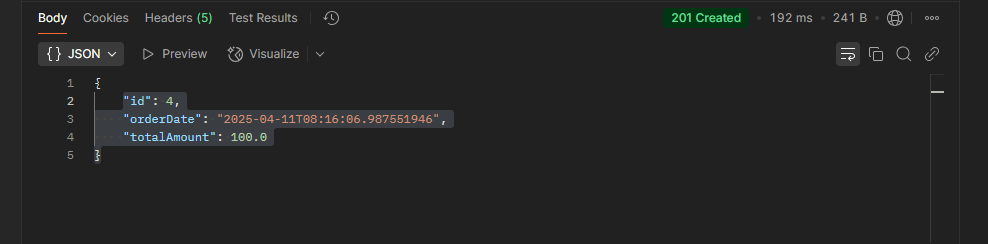 Body Cookies Headers (5) Test Results 201 Created • 192 ms • 241 B
{} JSON Preview Visualize
1 {
2 "id": 4,
3 "orderDate": "2025-04-11T08:16:06.987551946",
4 "totalAmount": 100.0
5 }